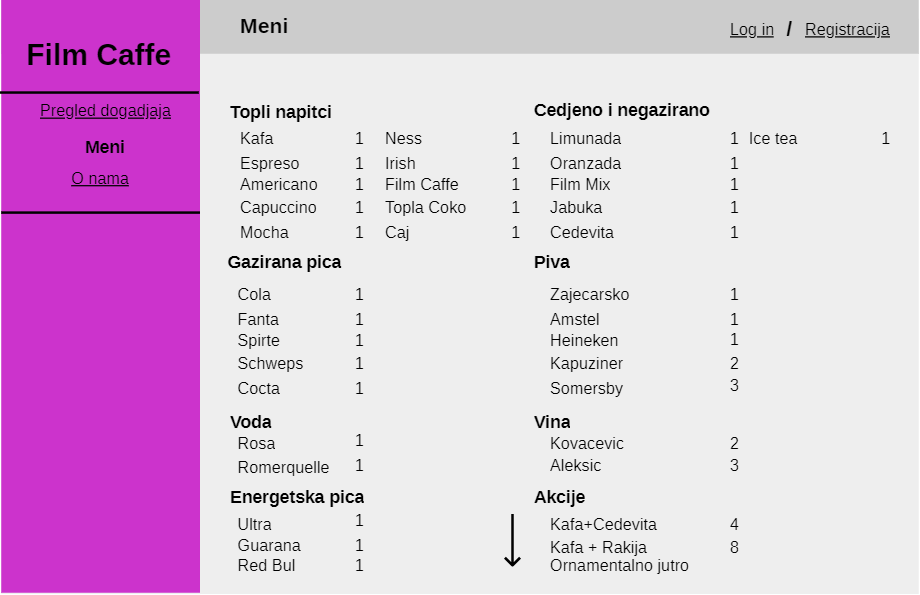 Film Caffe
Pregled dogadjaja
Meni
O nama
Meni
Log in / Registracija
Topli napitci
Kafa 1 Ness 1
Espreso 1 Irish 1
Americano 1 Film Caffe 1
Capuccino 1 Topla Coko 1
Mocha 1 Caj 1
Cedjeno i negazirano
Limunada 1 Ice tea 1
Oranzada 1
Film Mix 1
Jabuka 1
Cedevita 1
Gazirana pica
Cola 1
Fanta 1
Spirte 1
Schweps 1
Cocta 1
Piva
Zajecarsko 1
Amstel 1
Heineken 1
Kapuziner 2
Somersby 3
Voda
Rosa 1
Romerquelle 1
Vina
Kovacevic 2
Aleksic 3
Energetska pica
Ultra 1
Guarana 1
Red Bul 1
Akcije
Kafa+Cedevita 4
Kafa + Rakija 8
Ornamentalno jutro